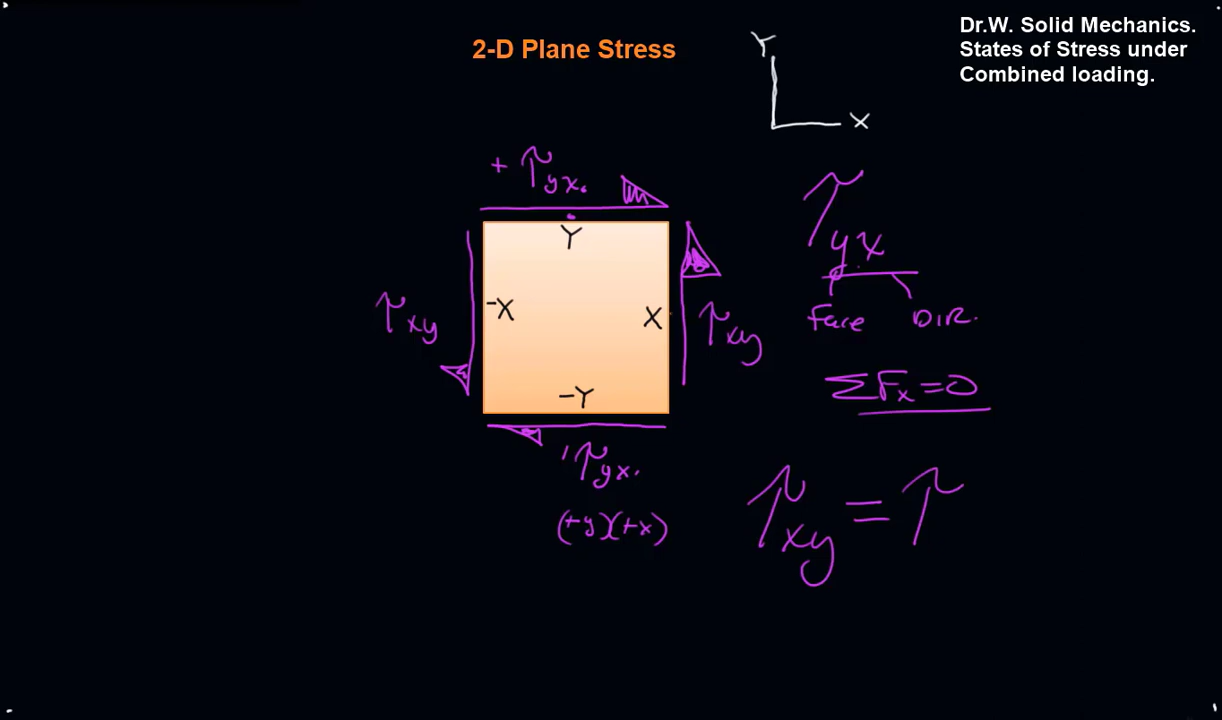 2-D Plane Stress
Dr.W. Solid Mechanics.
States of Stress under
Combined loading.
Y
X
+ τyx.
τyx
Face DIR.
Y
-X
X
-Y
τxy
τxy
ΣFx=0
τyx.
(+y)(+x)
τxy = τ